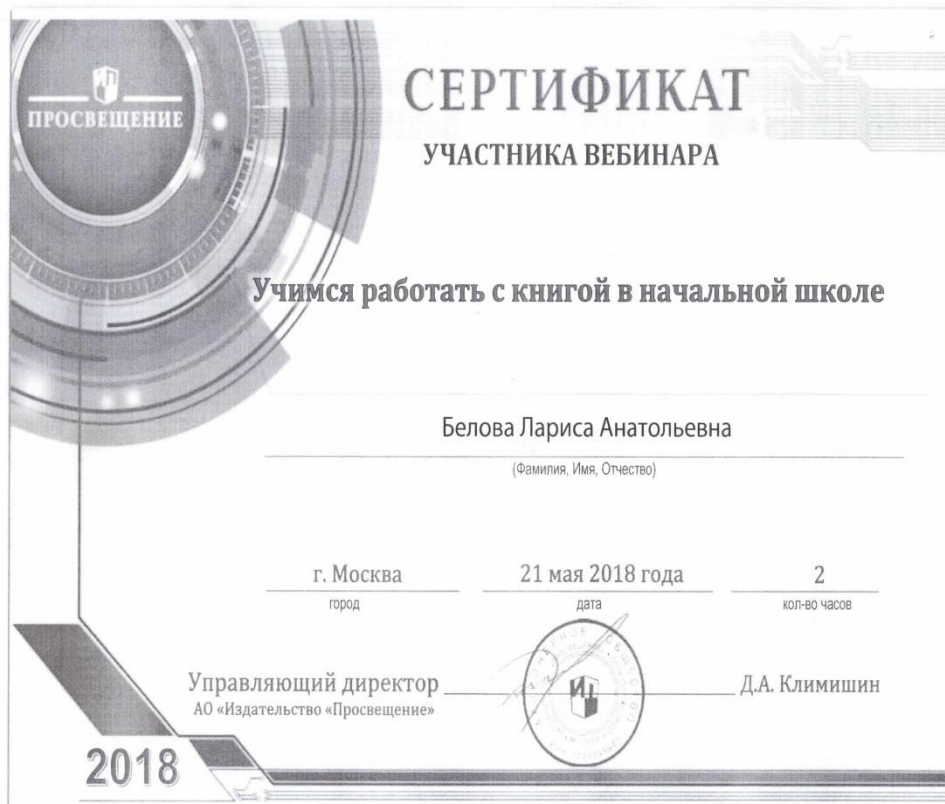 ПРОСВЕЩЕНИЕ
СЕРТИФИКАТ
УЧАСТНИКА ВЕБИНАРА
Учимся работать с книгой в начальной школе
Белова Лариса Анатольевна
(Фамилия, Имя, Отчество)
г. Москва 21 мая 2018 года 2
город дата кол-во часов
Управляющий директор Д.А. Климишин
АО «Издательство «Просвещение»
2018